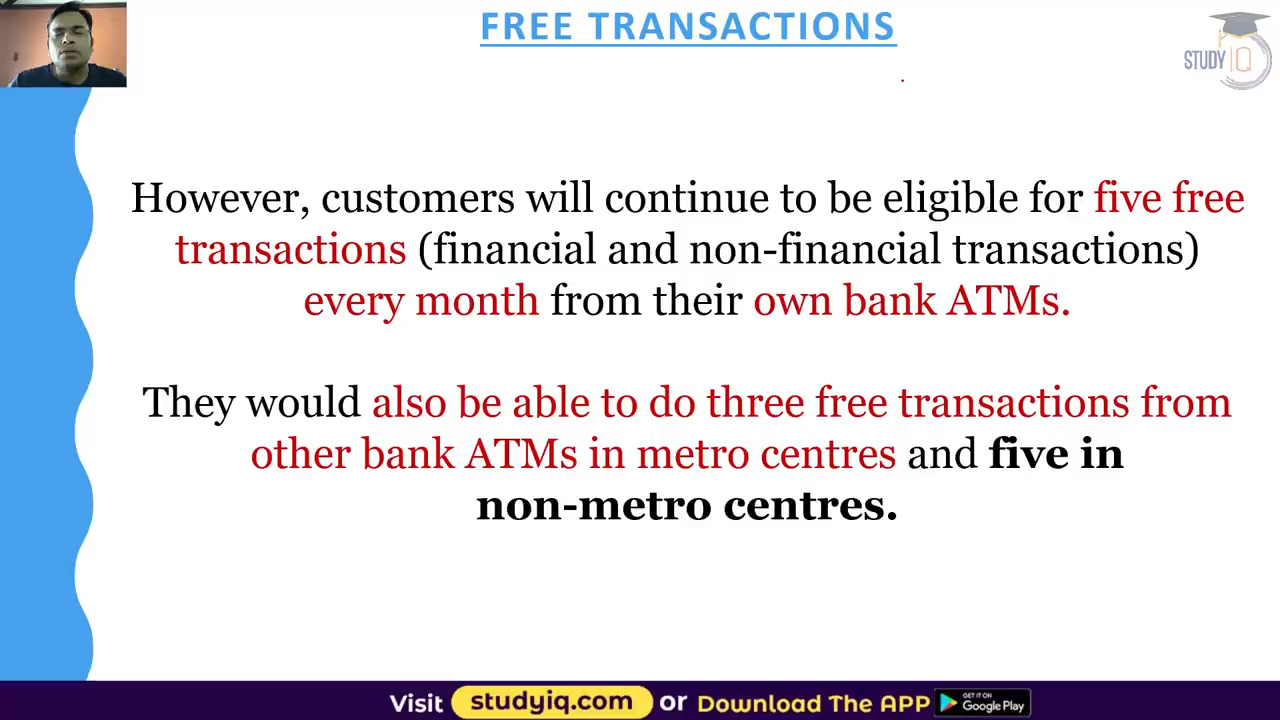 FREE TRANSACTIONS
STUDY IQ
However, customers will continue to be eligible for five free
transactions (financial and non-financial transactions)
every month from their own bank ATMs.
They would also be able to do three free transactions from
other bank ATMs in metro centres and five in
non-metro centres.
Visit studyiq.com or Download The APP GET IT ON Google Play